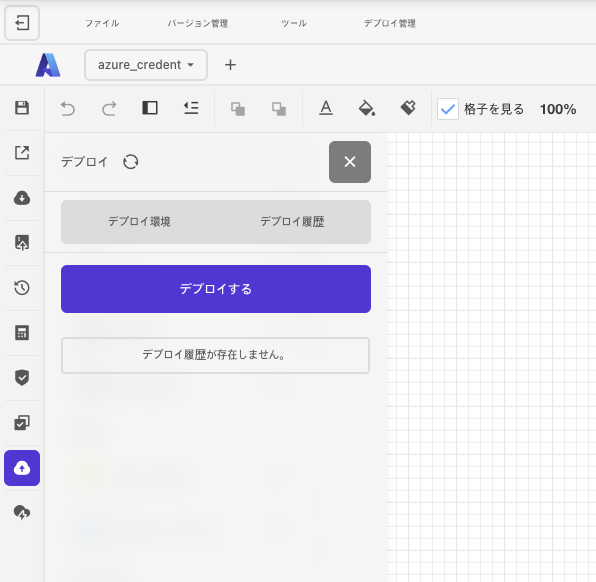 ファイル バージョン管理 ツール デプロイ管理
azure_credent
格子を見る 100%
デプロイ
デプロイ環境 デプロイ履歴
デプロイする
デプロイ履歴が存在しません。